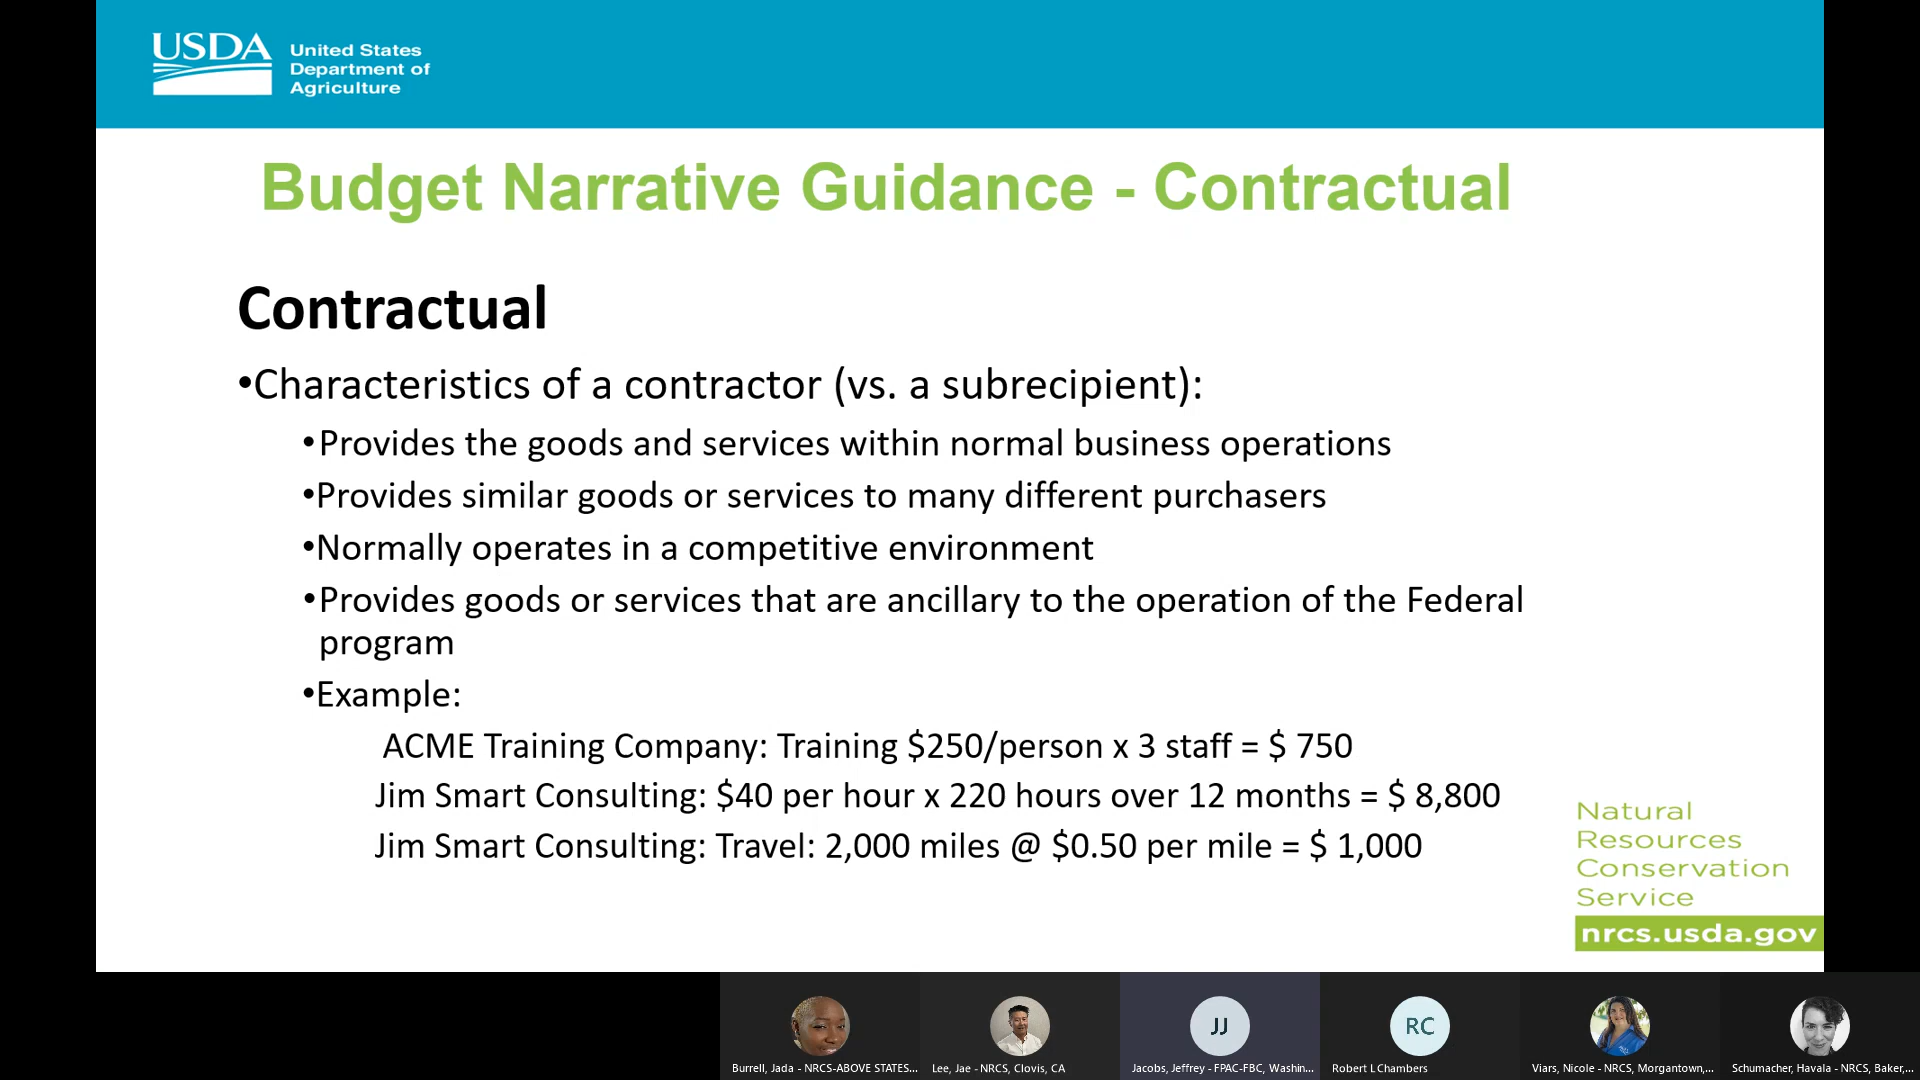 USDA
United States
Department of
Agriculture
Budget Narrative Guidance - Contractual
Contractual
•Characteristics of a contractor (vs. a subrecipient):
•Provides the goods and services within normal business operations
•Provides similar goods or services to many different purchasers
•Normally operates in a competitive environment
•Provides goods or services that are ancillary to the operation of the Federal
program
•Example:
ACME Training Company: Training $250/person x 3 staff = $ 750
Jim Smart Consulting: $40 per hour x 220 hours over 12 months = $ 8,800
Jim Smart Consulting: Travel: 2,000 miles @ $0.50 per mile = $ 1,000
Natural
Resources
Conservation
Service
nrcs.usda.gov
JJ
RC
Burrell, Jada - NRCS-ABOVE STATES...
Lee, Jae - NRCS, Clovis, CA
Jacobs, Jeffrey - FPAC-FBC, Washin...
Robert L Chambers
Viars, Nicole - NRCS, Morgantown,...
Schumacher, Havala - NRCS, Baker,...